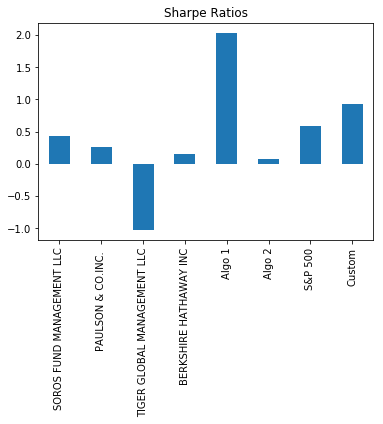 Sharpe Ratios
2.0
1.5
1.0
0.5
0.0
−0.5
−1.0
SOROS FUND MANAGEMENT LLC
PAULSON & CO.INC.
TIGER GLOBAL MANAGEMENT LLC
BERKSHIRE HATHAWAY INC
Algo 1
Algo 2
S&P 500
Custom